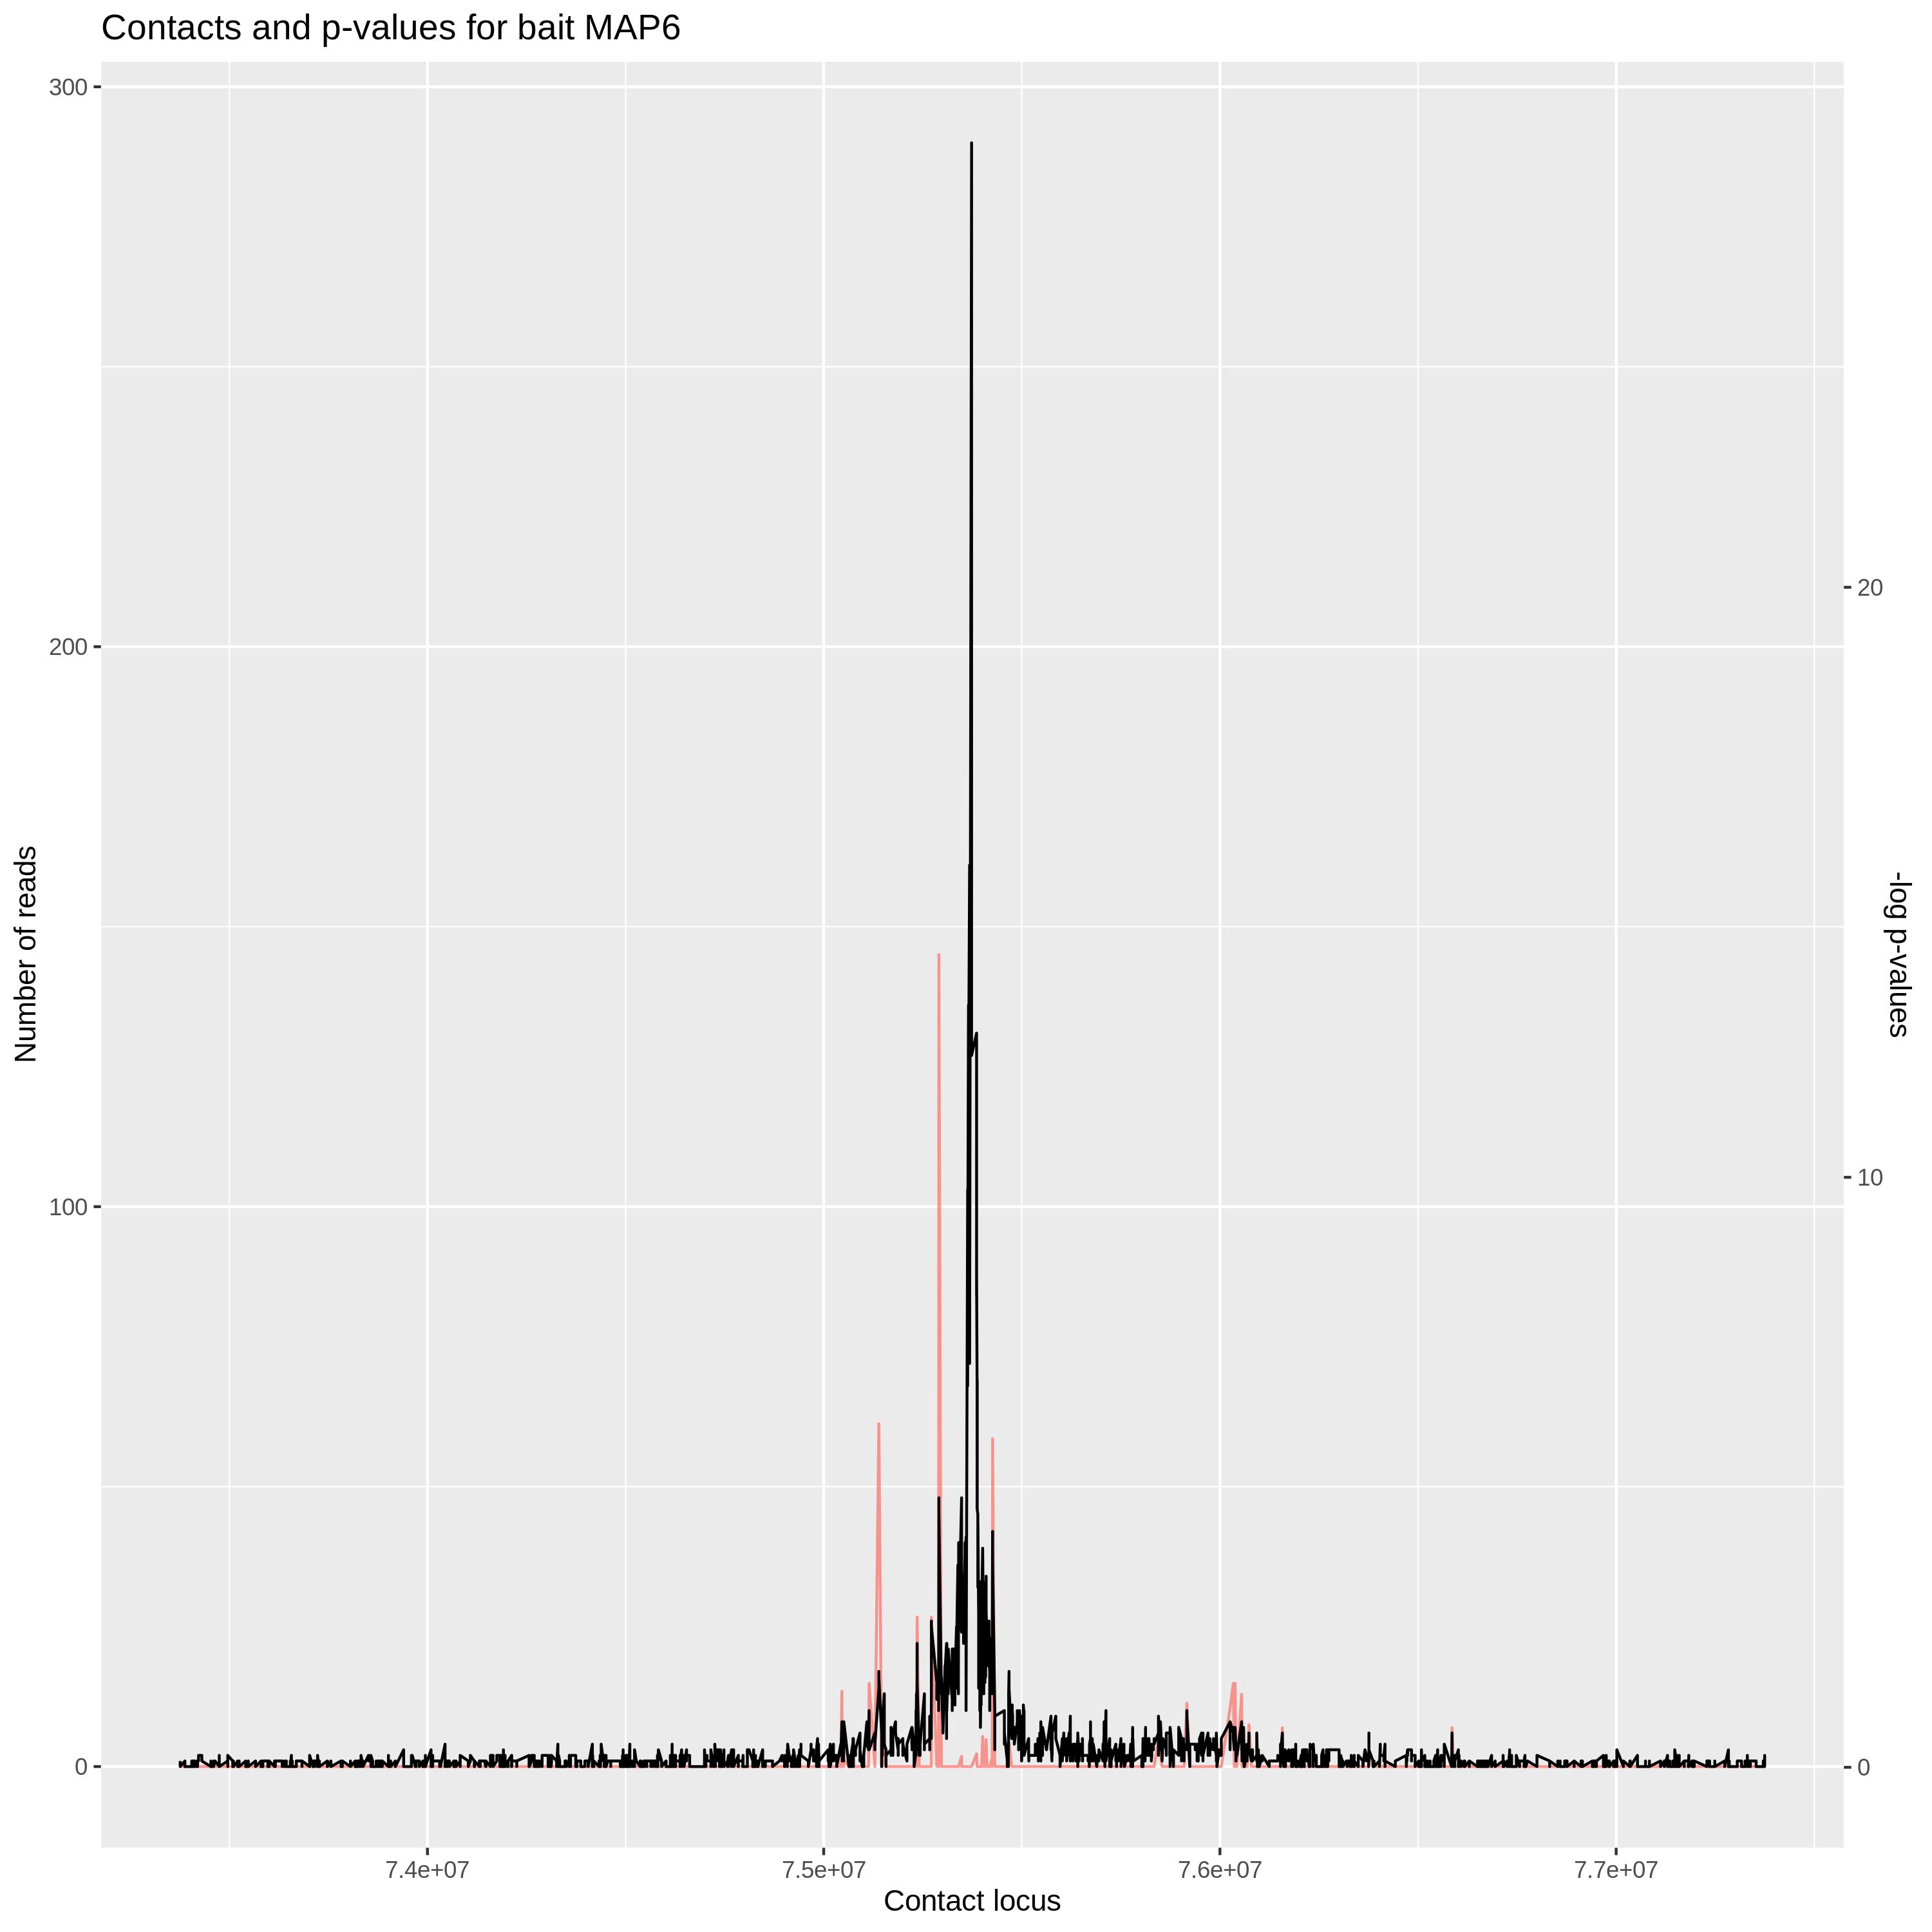 Contacts and p-values for bait MAP6
300
200
100
0
Number of reads
20
10
0
-log p-values
7.4e+07
7.5e+07
7.6e+07
7.7e+07
Contact locus